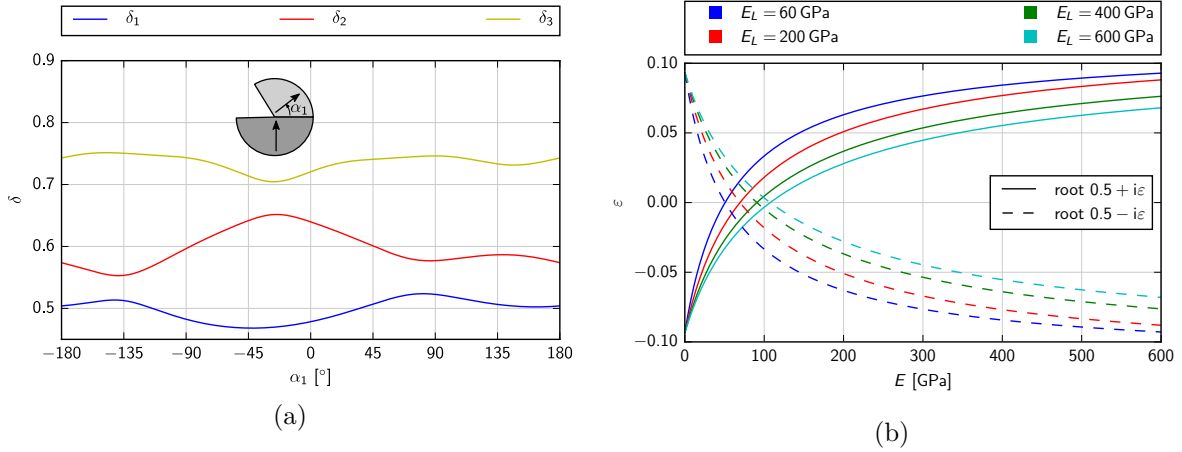 δ₁ δ₂ δ₃
0.9
0.8
0.7
0.6
0.5
δ
α₁
−180 −135 −90 −45 0 45 90 135 180
α₁ [°]
(a)
E_L = 60 GPa E_L = 400 GPa
E_L = 200 GPa E_L = 600 GPa
0.10
0.05
0.00
−0.05
−0.10
ε
root 0.5 + iε
root 0.5 − iε
0 100 200 300 400 500 600
E [GPa]
(b)